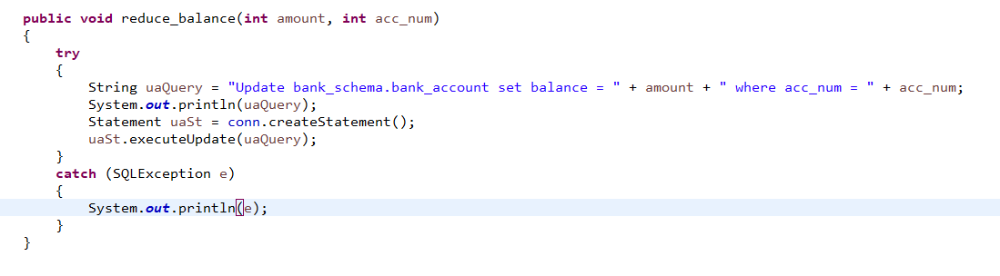 public void reduce_balance(int amount, int acc_num)
{
    try
    {
        String uaQuery = "Update bank_schema.bank_account set balance = " + amount + " where acc_num = " + acc_num;
        System.out.println(uaQuery);
        Statement uaSt = conn.createStatement();
        uaSt.executeUpdate(uaQuery);
    }
    catch (SQLException e)
    {
        System.out.println(e);
    }
}